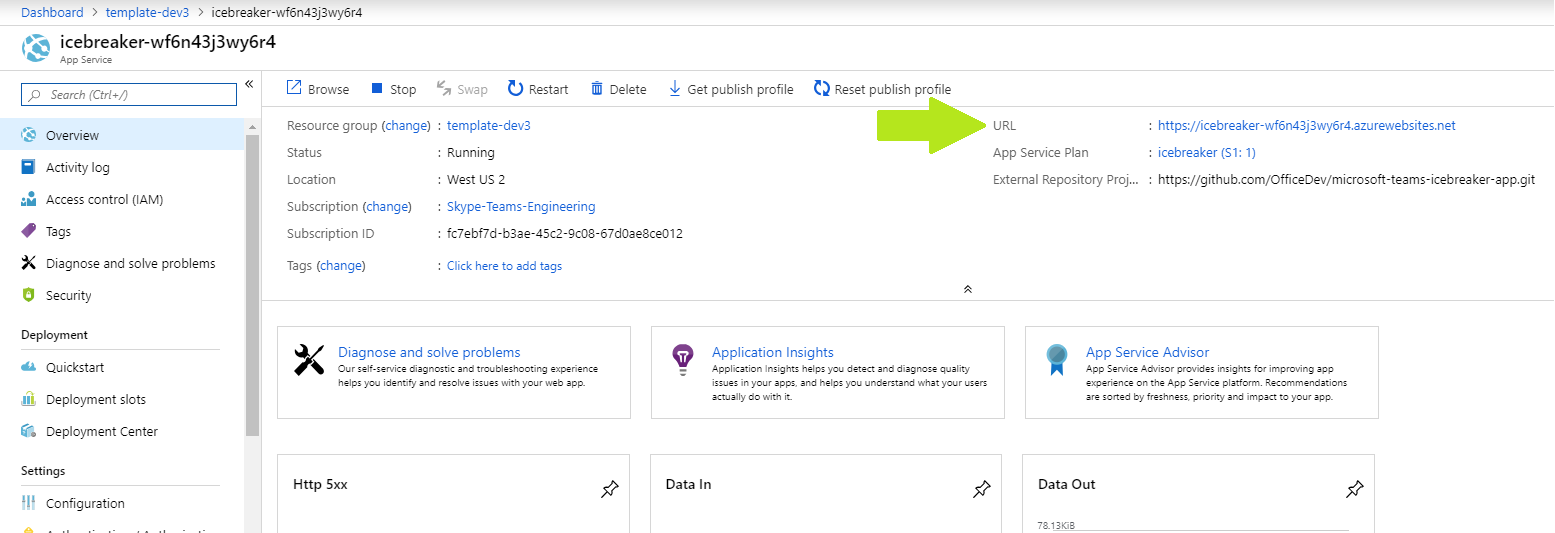 Dashboard > template-dev3 > icebreaker-wf6n43j3wy6r4
icebreaker-wf6n43j3wy6r4
App Service
Search (Ctrl+/)
«
Overview
Activity log
Access control (IAM)
Tags
Diagnose and solve problems
Security
Deployment
Quickstart
Deployment slots
Deployment Center
Settings
Configuration
Browse Stop Swap Restart Delete Get publish profile Reset publish profile
Resource group (change) : template-dev3
Status : Running
Location : West US 2
Subscription (change) : Skype-Teams-Engineering
Subscription ID : fc7ebf7d-b3ae-45c2-9c08-67d0ae8ce012
Tags (change) : Click here to add tags
URL : https://icebreaker-wf6n43j3wy6r4.azurewebsites.net
App Service Plan : icebreaker (S1: 1)
External Repository Proj... : https://github.com/OfficeDev/microsoft-teams-icebreaker-app.git
Diagnose and solve problems
Our self-service diagnostic and troubleshooting experience
helps you identify and resolve issues with your web app.
Application Insights
Application Insights helps you detect and diagnose quality
issues in your apps, and helps you understand what your users
actually do with it.
App Service Advisor
App Service Advisor provides insights for improving app
experience on the App Service platform. Recommendations
are sorted by freshness, priority and impact to your app.
Http 5xx
Data In
Data Out
78.13KiB